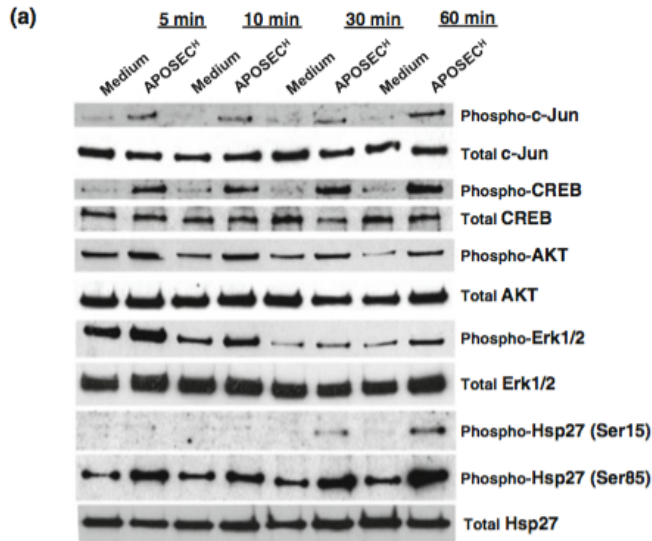 (a)
5 min 10 min 30 min 60 min
Medium APOSECᴴ Medium APOSECᴴ Medium APOSECᴴ Medium APOSECᴴ
Phospho-c-Jun
Total c-Jun
Phospho-CREB
Total CREB
Phospho-AKT
Total AKT
Phospho-Erk1/2
Total Erk1/2
Phospho-Hsp27 (Ser15)
Phospho-Hsp27 (Ser85)
Total Hsp27